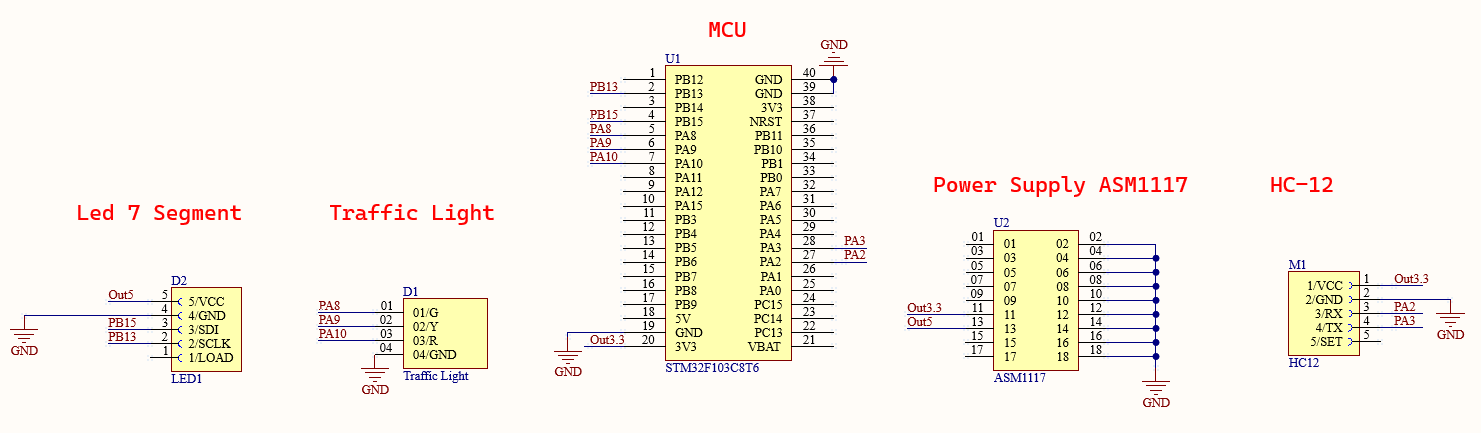 MCU
Led 7 Segment
Traffic Light
Power Supply ASM1117
HC-12
D2
Out5 5 5/VCC
4 4/GND
PB15 3 3/SDI
PB13 2 2/SCLK
1 1/LOAD
GND
LED1
D1
PA8 01 01/G
PA9 02 02/Y
PA10 03 03/R
04 04/GND
GND
Traffic Light
GND
U1
1 PB12 GND 40
PB13 2 PB13 GND 39
3 PB14 3V3 38
PB15 4 PB15 NRST 37
PA8 5 PA8 PB11 36
PA9 6 PA9 PB10 35
PA10 7 PA10 PB1 34
8 PA11 PB0 33
9 PA12 PA7 32
10 PA15 PA6 31
11 PB3 PA5 30
12 PB4 PA4 29
13 PB5 PA3 28 PA3
14 PB6 PA2 27 PA2
15 PB7 PA1 26
16 PB8 PA0 25
17 PB9 PC15 24
18 5V PC14 23
19 GND PC13 22
Out3.3 20 3V3 VBAT 21
GND
STM32F103C8T6
U2
01 01 02 02
03 03 04 04
05 05 06 06
07 07 08 08
09 09 10 10
Out3.3 11 11 12 12
Out5 13 13 14 14
15 15 16 16
17 17 18 18
ASM1117
GND
M1
1/VCC 1 Out3.3
2/GND 2
3/RX 3 PA2
4/TX 4 PA3
5/SET 5
GND
HC12